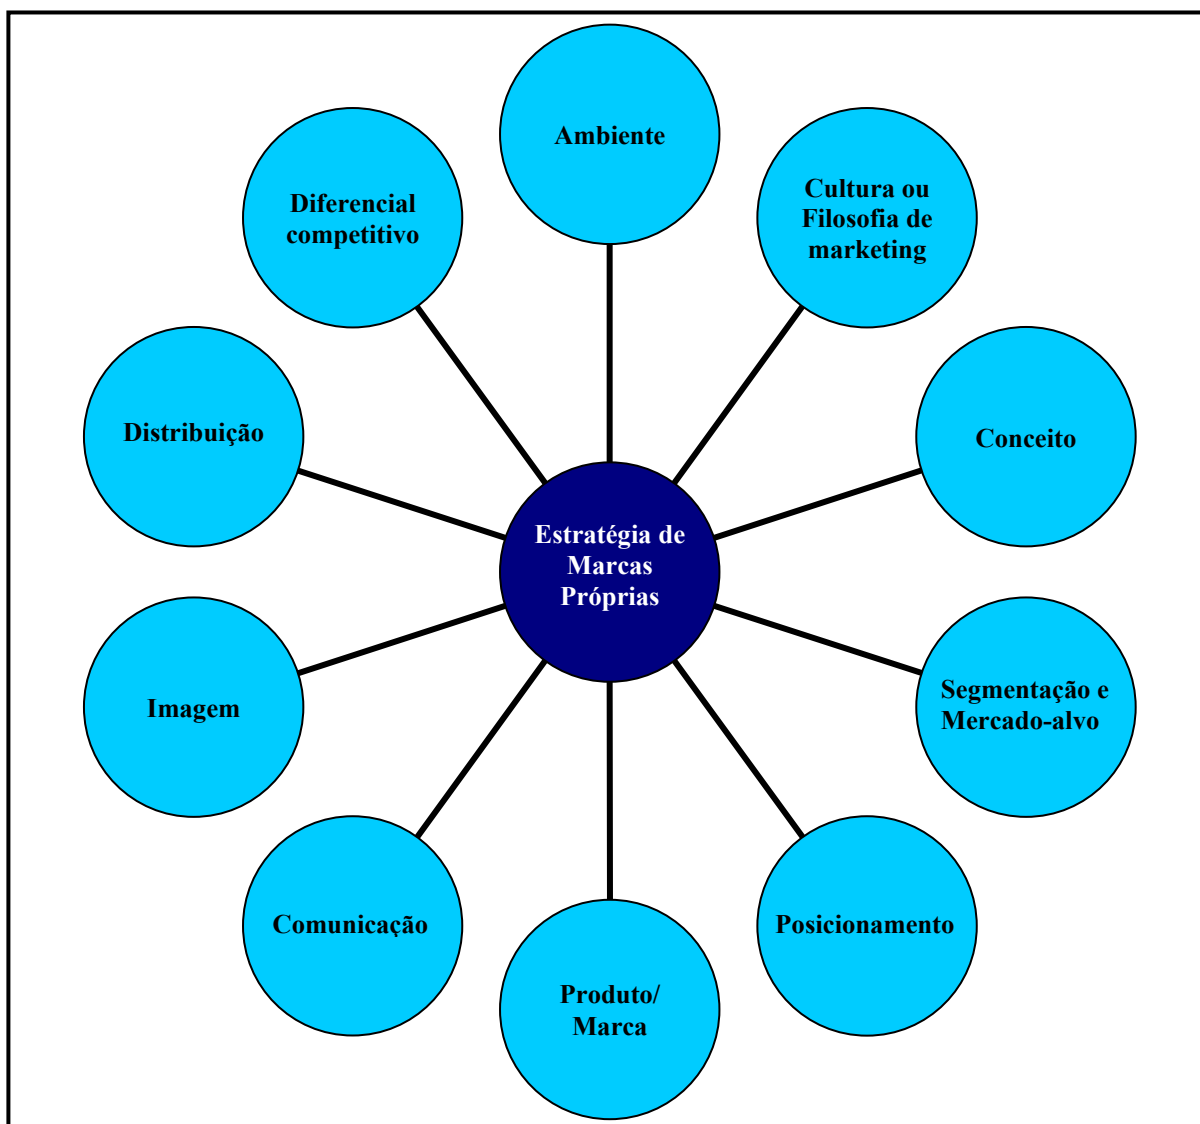 Ambiente
Cultura ou
Filosofia de
marketing
Conceito
Segmentação e
Mercado-alvo
Posicionamento
Produto/
Marca
Comunicação
Imagem
Distribuição
Diferencial
competitivo
Estratégia de
Marcas
Próprias